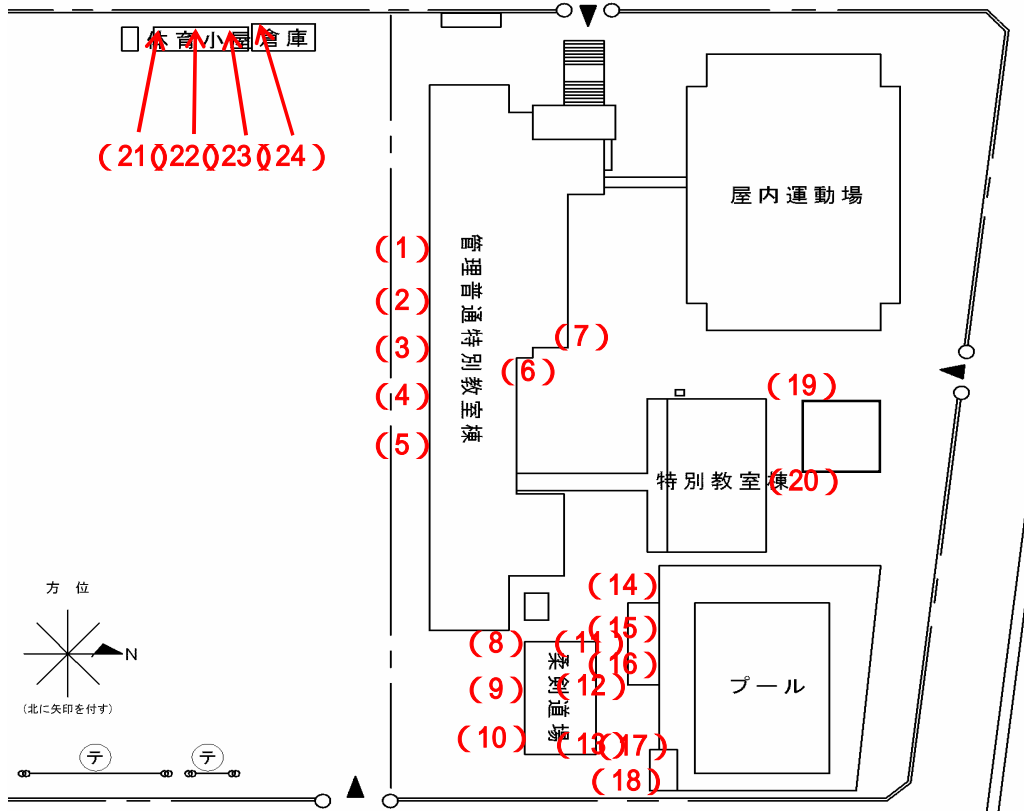 体育小屋
倉庫
(21)(22)(23)(24)
屋内運動場
管理普通特別教室棟
(1)
(2)
(3)
(4)
(5)
(6)
(7)
(19)
特別教室棟
(20)
(14)
(15)
(16)
(8)
(9)
(10)
(11)
(12)
(13)
(17)
(18)
柔剣道場
プール
方 位
N
(北に矢印を付す)
テ
テ